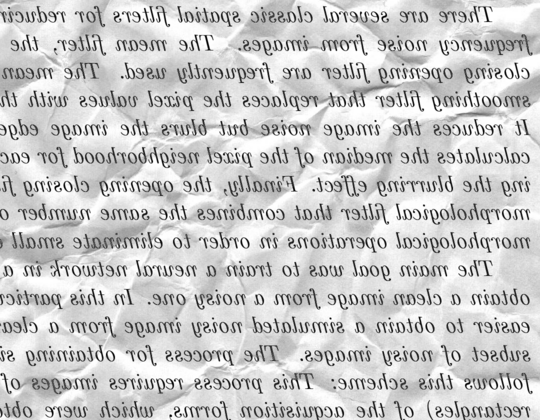 There are several classic spatial filters for reducin
frequency noise from images. The mean filter, the
closing opening filter are frequently used. The mean
smoothing filter that replaces the pixel values with th
It reduces the image noise but blurs the image edge
calculates the median of the pixel neighborhood for eac
ing the blurring effect. Finally, the opening closing fi
morphological filter that combines the same number o
morphological operations in order to eliminate small
The main goal was to train a neural network in a
obtain a clean image from a noisy one. In this particu
easier to obtain a simulated noisy image from a clea
subset of noisy images. The process for obtaining si
follows this scheme: This process requires images of
rectangles) of the acquisition forms, which were obt